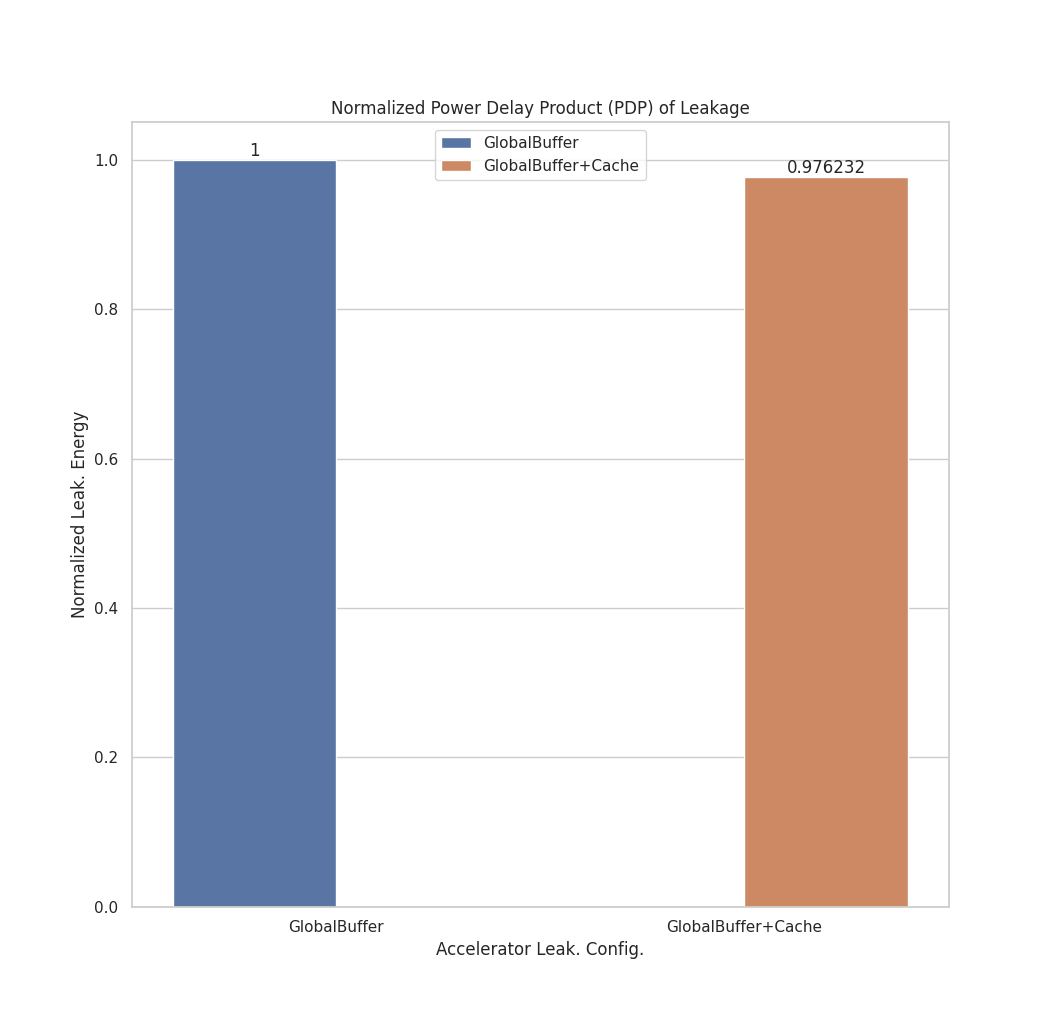 Normalized Power Delay Product (PDP) of Leakage
GlobalBuffer
GlobalBuffer+Cache
1
0.976232
1.0
0.8
0.6
0.4
0.2
0.0
Normalized Leak. Energy
GlobalBuffer
GlobalBuffer+Cache
Accelerator Leak. Config.